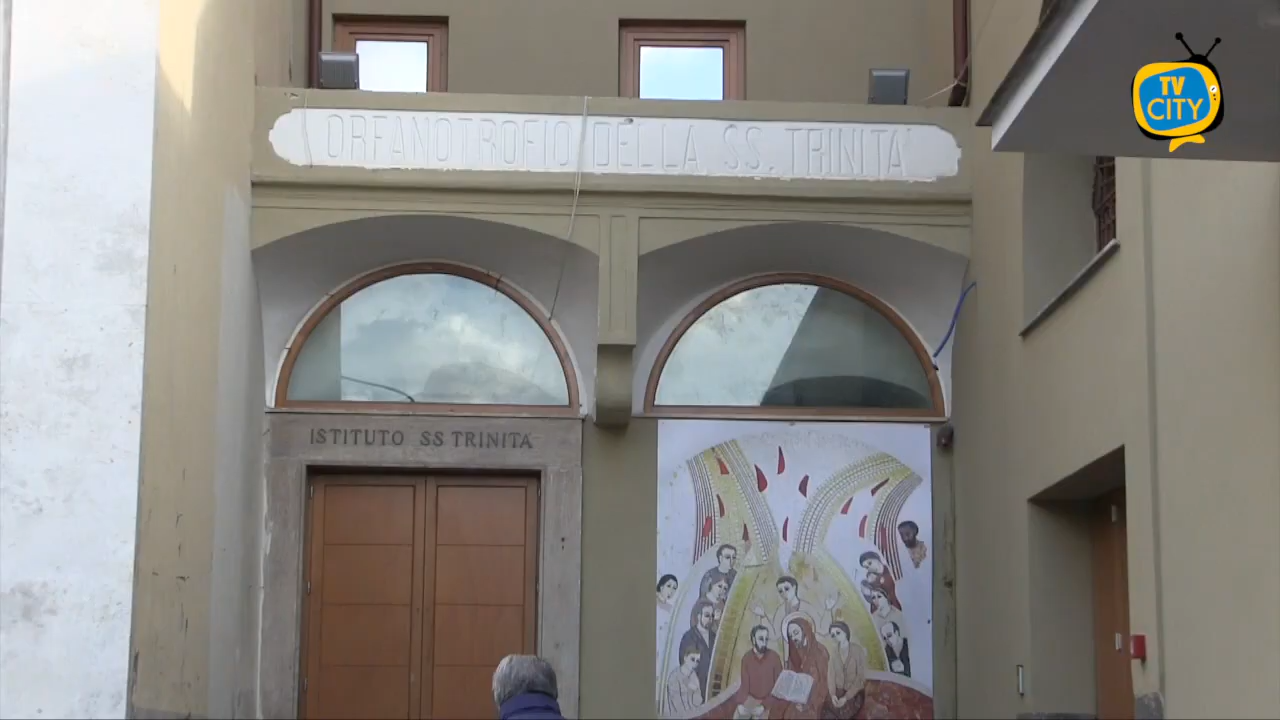 TV
CITY
ORFANOTROFIO DELLA SS. TRINITA'
ISTITUTO SS TRINITA'